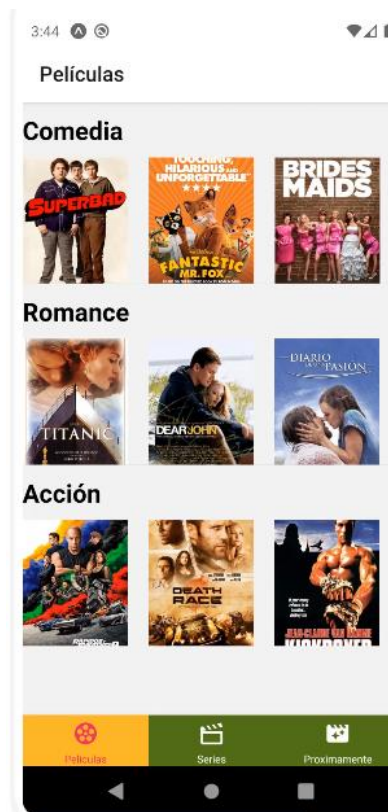 3:44
Películas
Comedia
SUPERBAD
TOUCHING,
HILARIOUS AND
UNFORGETTABLE
FANTASTIC
MR. FOX
BRIDES
MAIDS
Romance
TITANIC
DEAR JOHN
DIARIO
DE UNA PASIÓN
Acción
DEATH
RACE
JEAN-CLAUDE VAN DAMME
KICKBOXER
Películas
Series
Proximamente